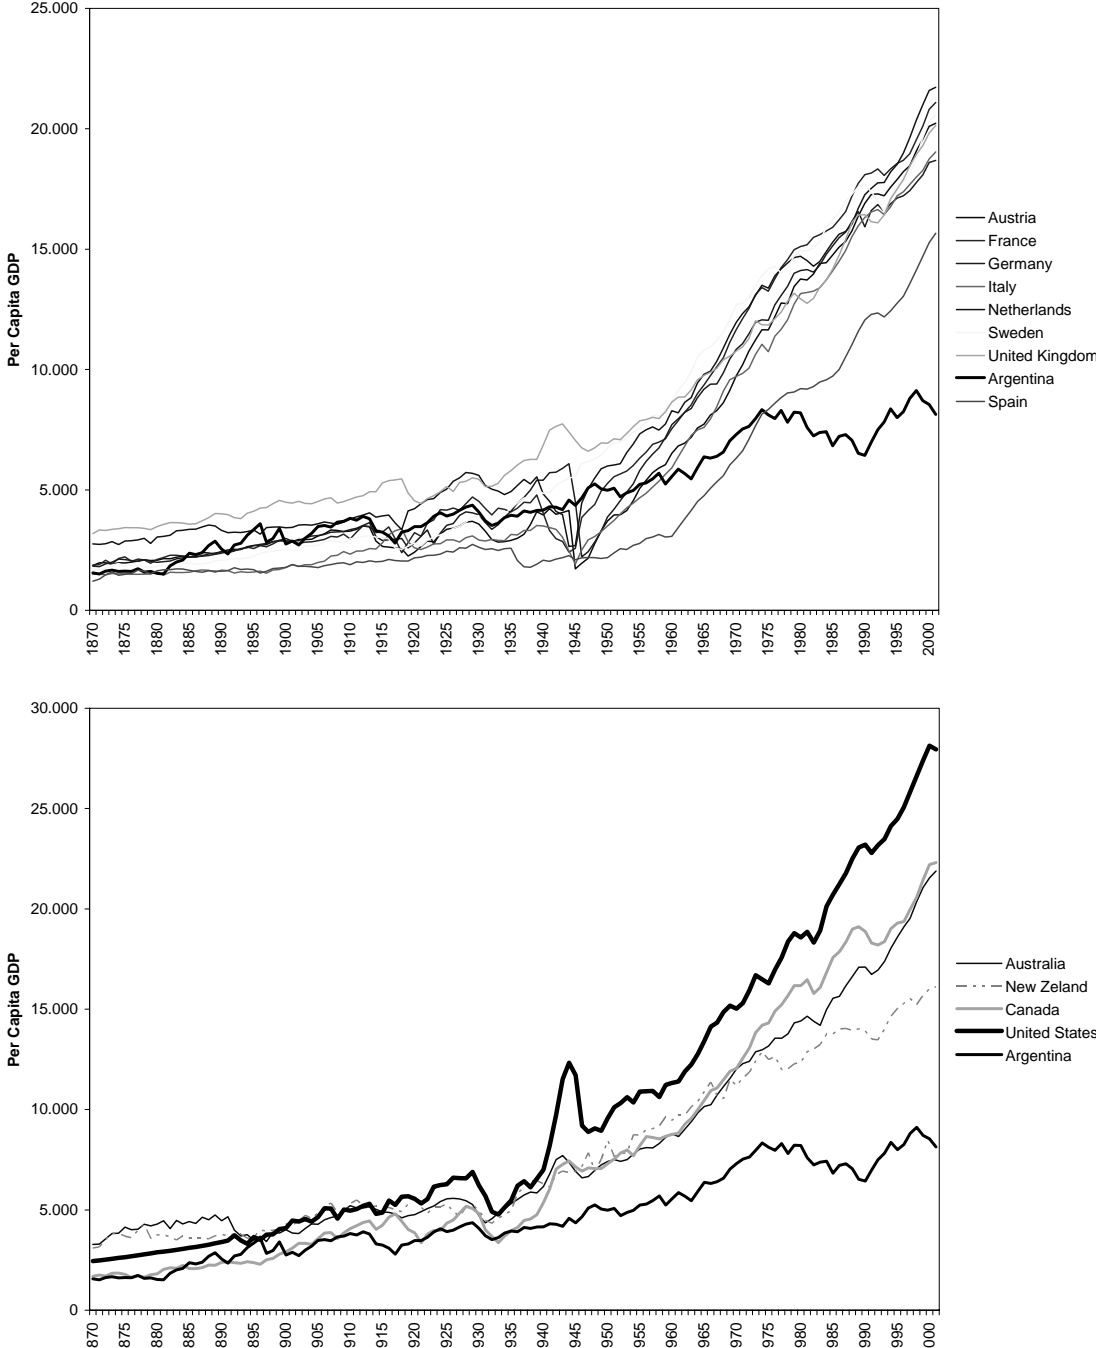 25.000
20.000
15.000
10.000
5.000
0
Per Capita GDP
1870 1875 1880 1885 1890 1895 1900 1905 1910 1915 1920 1925 1930 1935 1940 1945 1950 1955 1960 1965 1970 1975 1980 1985 1990 1995 2000
Austria
France
Germany
Italy
Netherlands
Sweden
United Kingdom
Argentina
Spain
30.000
25.000
20.000
15.000
10.000
5.000
0
Per Capita GDP
870 875 880 885 890 895 900 905 910 915 920 925 930 935 940 945 950 955 960 965 970 975 980 985 990 995 000
Australia
New Zeland
Canada
United States
Argentina